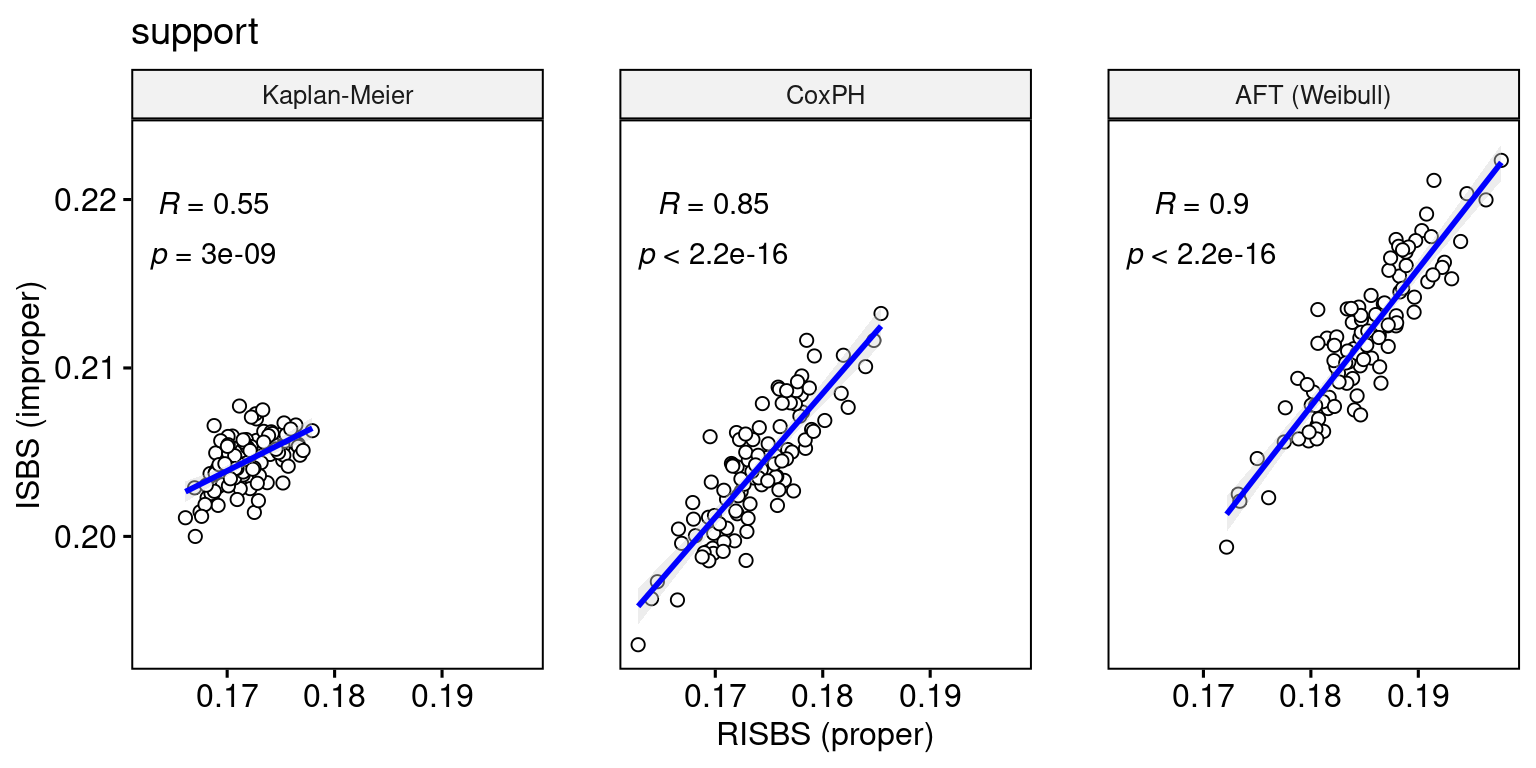 support
Kaplan-Meier
CoxPH
AFT (Weibull)
ISBS (improper)
0.22
0.21
0.20
R = 0.55
p = 3e-09
R = 0.85
p < 2.2e-16
R = 0.9
p < 2.2e-16
0.17 0.18 0.19
0.17 0.18 0.19
0.17 0.18 0.19
RISBS (proper)